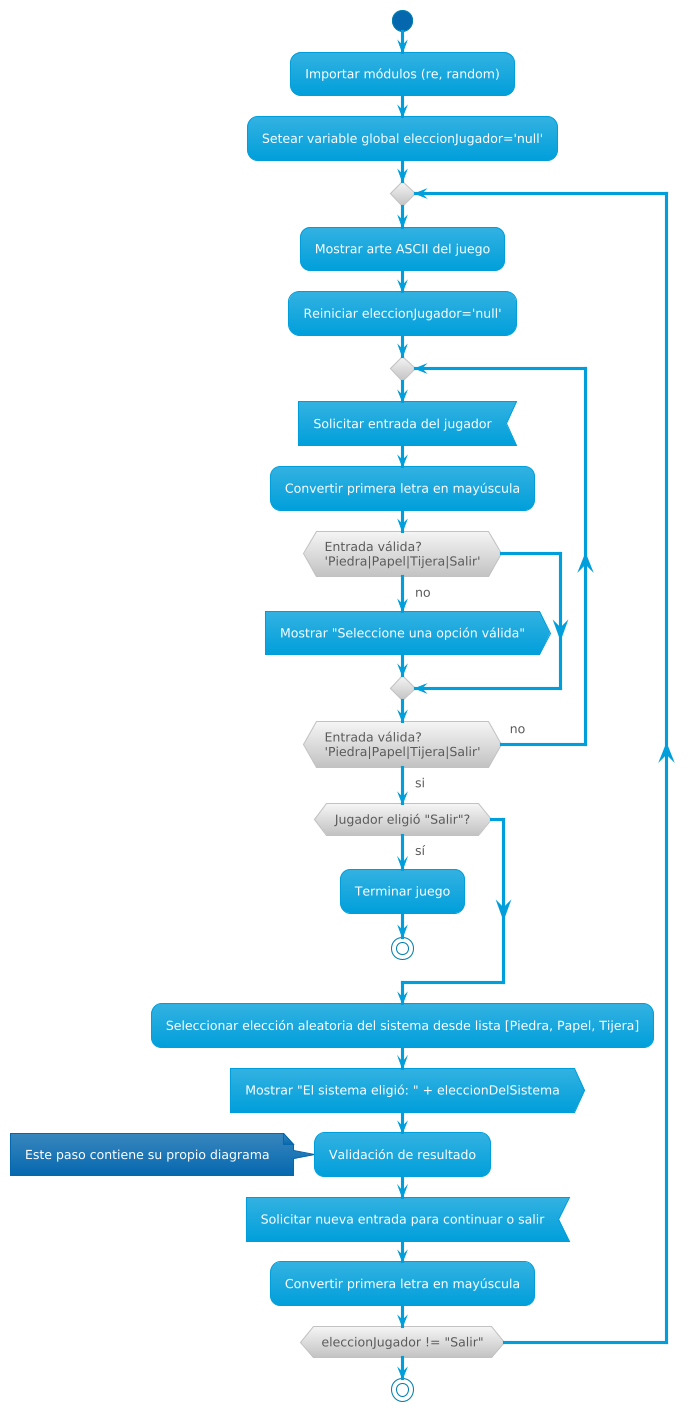 Importar módulos (re, random)
Setear variable global eleccionJugador='null'
Mostrar arte ASCII del juego
Reiniciar eleccionJugador='null'
Solicitar entrada del jugador
Convertir primera letra en mayúscula
Entrada válida?
'Piedra|Papel|Tijera|Salir'
no
Mostrar "Seleccione una opción válida"
Entrada válida?
'Piedra|Papel|Tijera|Salir'
no
si
Jugador eligió "Salir"?
sí
Terminar juego
Seleccionar elección aleatoria del sistema desde lista [Piedra, Papel, Tijera]
Mostrar "El sistema eligió: " + eleccionDelSistema
Este paso contiene su propio diagrama
Validación de resultado
Solicitar nueva entrada para continuar o salir
Convertir primera letra en mayúscula
eleccionJugador != "Salir"